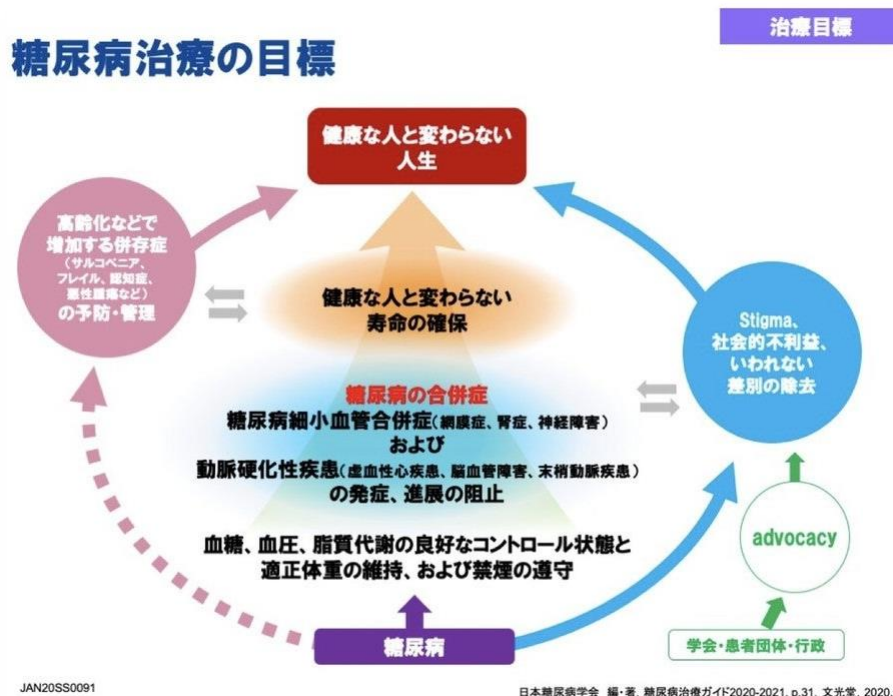 治療目標
糖尿病治療の目標
健康な人と変わらない
人生
高齢化などで
増加する併存症
(サルコペニア、
フレイル、認知症、
悪性腫瘍など)
の予防・管理
健康な人と変わらない
寿命の確保
Stigma、
社会的不利益、
いわれない
差別の除去
糖尿病の合併症
糖尿病細小血管合併症(網膜症、腎症、神経障害)
および
動脈硬化性疾患(虚血性心疾患、脳血管障害、末梢動脈疾患)
の発症、進展の阻止
血糖、血圧、脂質代謝の良好なコントロール状態と
適正体重の維持、および禁煙の遵守
advocacy
糖尿病
学会・患者団体・行政
JAN20SS0091
日本糖尿病学会 編・著. 糖尿病治療ガイド2020-2021, p.31, 文光堂, 2020.